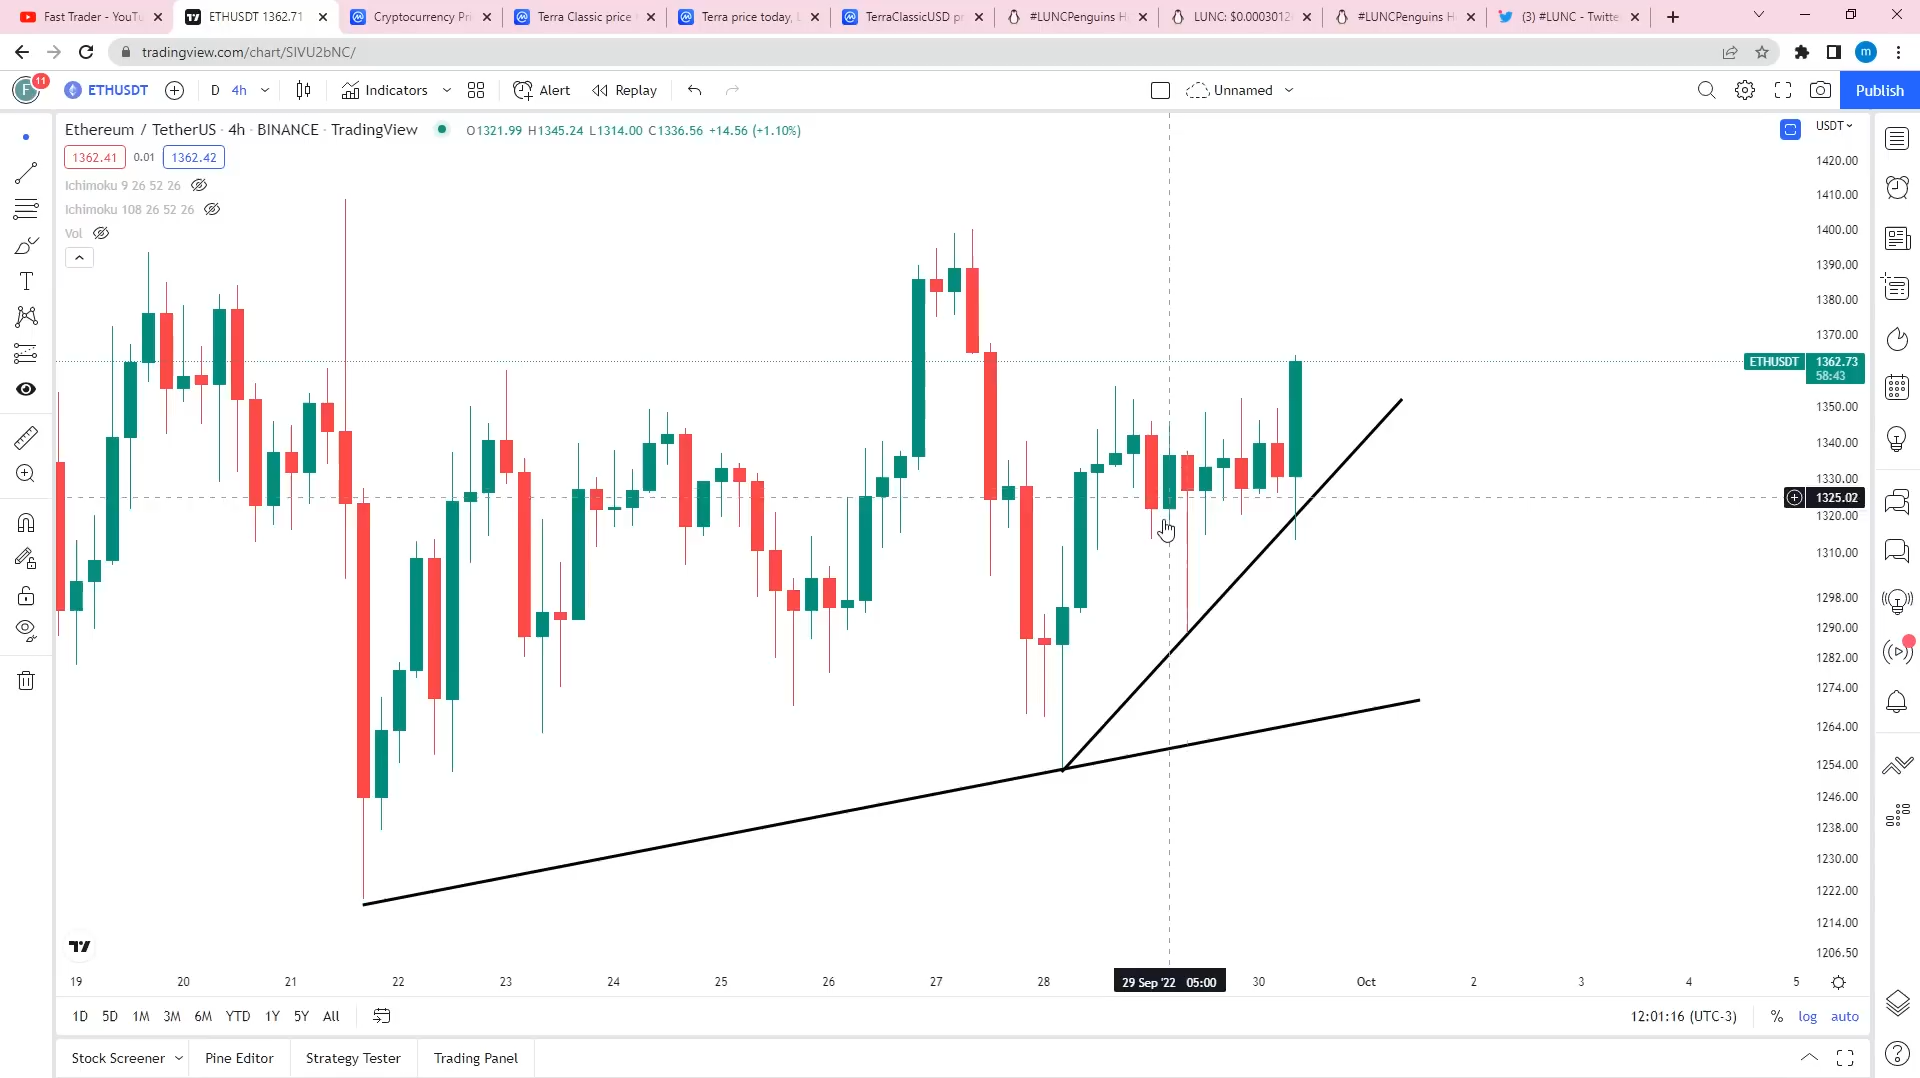 Fast Trader - YouTu
ETHUSDT 1362.71
Cryptocurrency Pri
Terra Classic price
Terra price today,
TerraClassicUSD pr
#LUNCPenguins H
LUNC: $0.0003012
#LUNCPenguins H
(3) #LUNC - Twitte
tradingview.com/chart/SIVU2bNC/
m
F
11
ETHUSDT
D
4h
Indicators
Alert
Replay
Unnamed
Publish
Ethereum / TetherUS · 4h · BINANCE · TradingView
O1321.99 H1345.24 L1314.00 C1336.56 +14.56 (+1.10%)
USDT
1362.41
0.01
1362.42
Ichimoku 9 26 52 26
Ichimoku 108 26 52 26
Vol
1420.00
1410.00
1400.00
1390.00
1380.00
1370.00
ETHUSDT
1362.73
58:43
1350.00
1340.00
1330.00
1325.02
1320.00
1310.00
1298.00
1290.00
1282.00
1274.00
1264.00
1254.00
1246.00
1238.00
1230.00
1222.00
1214.00
1206.50
19
20
21
22
23
24
25
26
27
28
29 Sep '22 05:00
30
Oct
2
3
4
5
1D
5D
1M
3M
6M
YTD
1Y
5Y
All
12:01:16 (UTC-3)
%
log
auto
Stock Screener
Pine Editor
Strategy Tester
Trading Panel